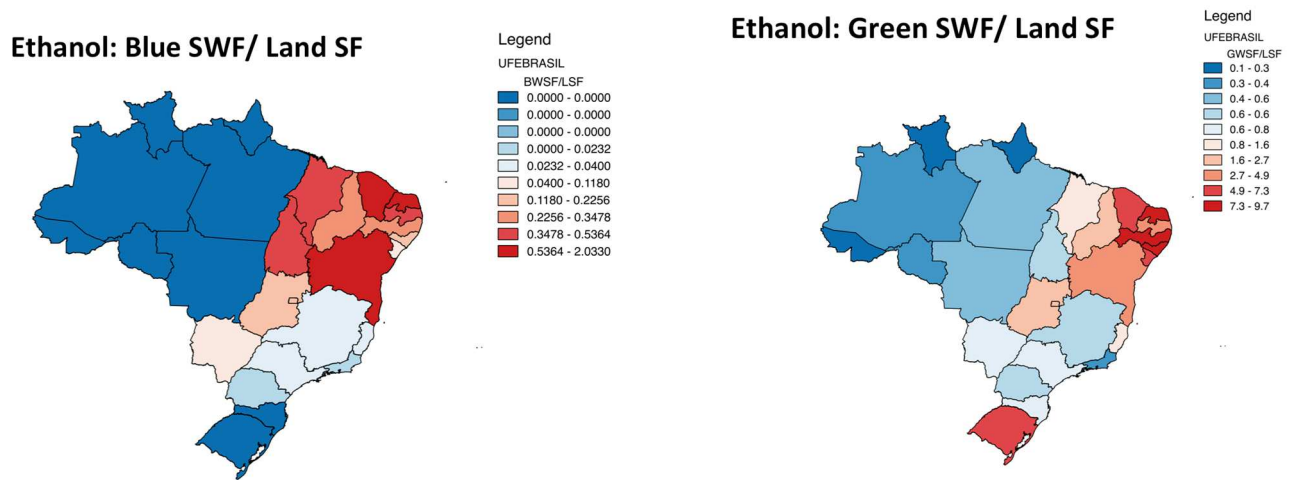 Ethanol: Blue SWF/ Land SF
Legend
UFEBRASIL
BWSF/LSF
0.0000 - 0.0000
0.0000 - 0.0000
0.0000 - 0.0000
0.0000 - 0.0232
0.0232 - 0.0400
0.0400 - 0.1180
0.1180 - 0.2256
0.2256 - 0.3478
0.3478 - 0.5364
0.5364 - 2.0330
Ethanol: Green SWF/ Land SF
Legend
UFEBRASIL
GWSF/LSF
0.1 - 0.3
0.3 - 0.4
0.4 - 0.6
0.6 - 0.6
0.6 - 0.8
0.8 - 1.6
1.6 - 2.7
2.7 - 4.9
4.9 - 7.3
7.3 - 9.7